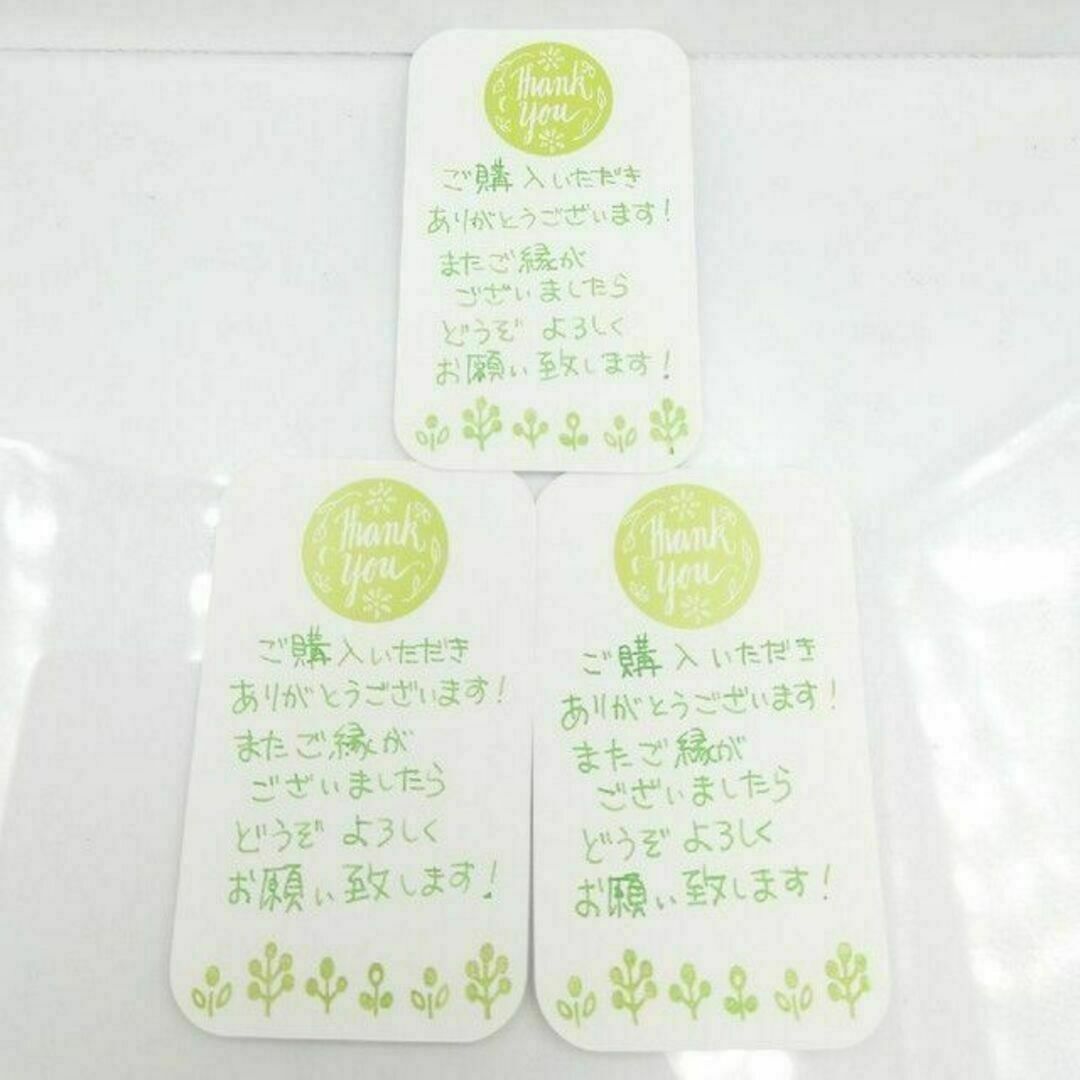 Thank
you
ご購入いただき
ありがとうございます!
またご縁が
ございましたら
どうぞ よろしく
お願い致します!
Thank
you
ご購入いただき
ありがとうございます!
またご縁が
ございましたら
どうぞ よろしく
お願い致します!
Thank
you
ご購入いただき
ありがとうございます!
またご縁が
ございましたら
どうぞ よろしく
お願い致します!